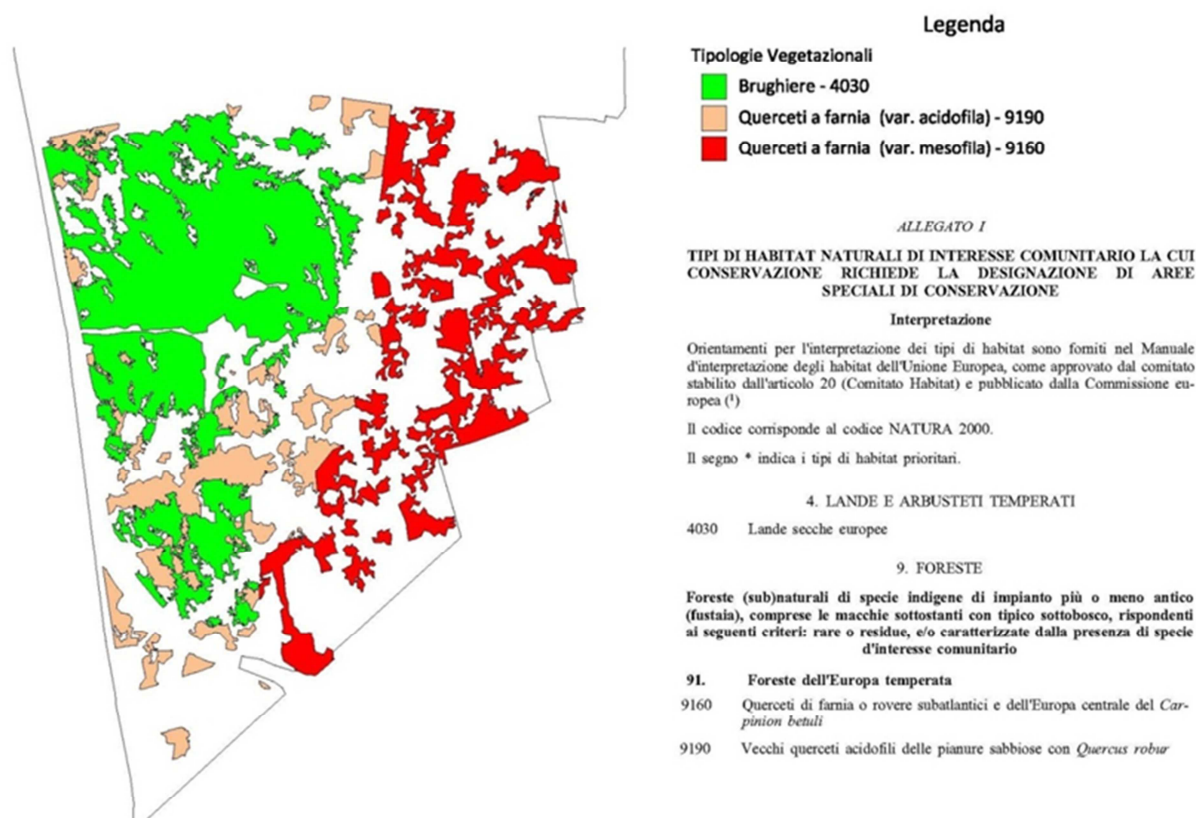 Legenda
Tipologie Vegetazionali
Brughiere - 4030
Querceti a farnia (var. acidofila) - 9190
Querceti a farnia (var. mesofila) - 9160
ALLEGATO I
TIPI DI HABITAT NATURALI DI INTERESSE COMUNITARIO LA CUI
CONSERVAZIONE RICHIEDE LA DESIGNAZIONE DI AREE
SPECIALI DI CONSERVAZIONE
Interpretazione
Orientamenti per l'interpretazione dei tipi di habitat sono forniti nel Manuale
d'interpretazione degli habitat dell'Unione Europea, come approvato dal comitato
stabilito dall'articolo 20 (Comitato Habitat) e pubblicato dalla Commissione eu-
ropea (¹)
Il codice corrisponde al codice NATURA 2000.
Il segno * indica i tipi di habitat prioritari.
4. LANDE E ARBUSTETI TEMPERATI
4030 Lande secche europee
9. FORESTE
Foreste (sub)naturali di specie indigene di impianto più o meno antico
(fustaia), comprese le macchie sottostanti con tipico sottobosco, rispondenti
ai seguenti criteri: rare o residue, e/o caratterizzate dalla presenza di specie
d'interesse comunitario
91. Foreste dell'Europa temperata
9160 Querceti di farnia o rovere subatlantici e dell'Europa centrale del Car-
pinion betuli
9190 Vecchi querceti acidofili delle pianure sabbiose con Quercus robur